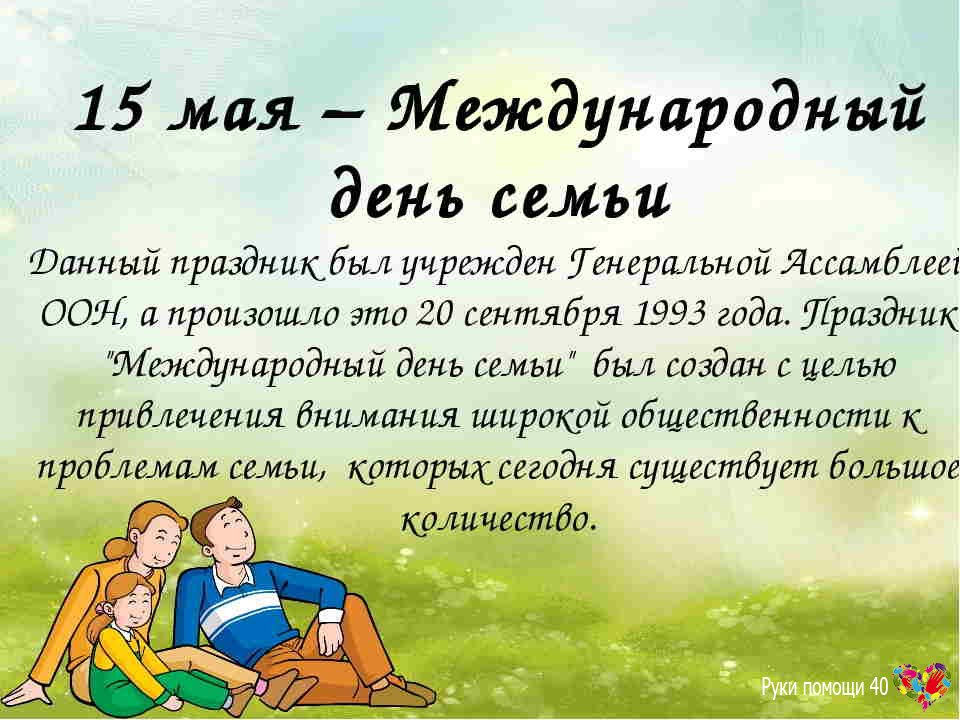 15 мая – Международный
день семьи
Данный праздник был учрежден Генеральной Ассамблеей
ООН, а произошло это 20 сентября 1993 года. Праздник
"Международный день семьи" был создан с целью
привлечения внимания широкой общественности к
проблемам семьи, которых сегодня существует большое
количество.
Руки помощи 40